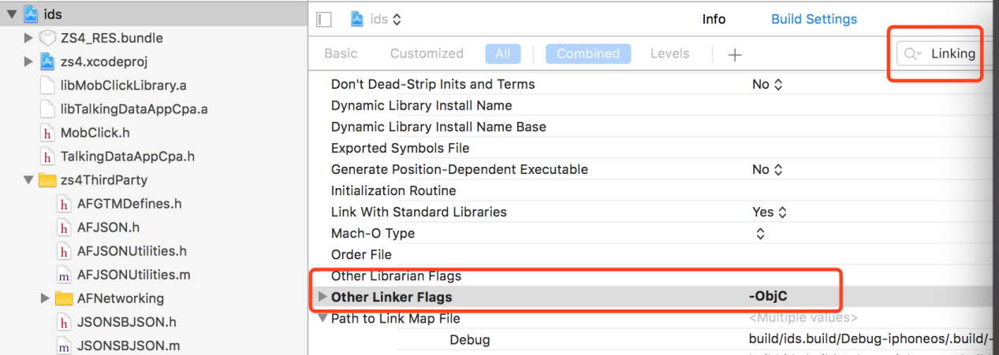 ids
ZS4_RES.bundle
zs4.xcodeproj
libMobClickLibrary.a
libTalkingDataAppCpa.a
h MobClick.h
h TalkingDataAppCpa.h
zs4ThirdParty
h AFGTMDefines.h
h AFJSON.h
h AFJSONUtilities.h
m AFJSONUtilities.m
AFNetworking
h JSONSBJSON.h
m JSONSBJSON.m
ids Info Build Settings
Basic Customized All Combined Levels + Linking
Don't Dead-Strip Inits and Terms No
Dynamic Library Install Name
Dynamic Library Install Name Base
Exported Symbols File
Generate Position-Dependent Executable No
Initialization Routine
Link With Standard Libraries Yes
Mach-O Type
Order File
Other Librarian Flags
Other Linker Flags -ObjC
Path to Link Map File <Multiple values>
Debug build/ids.build/Debug-iphoneos/.build/-